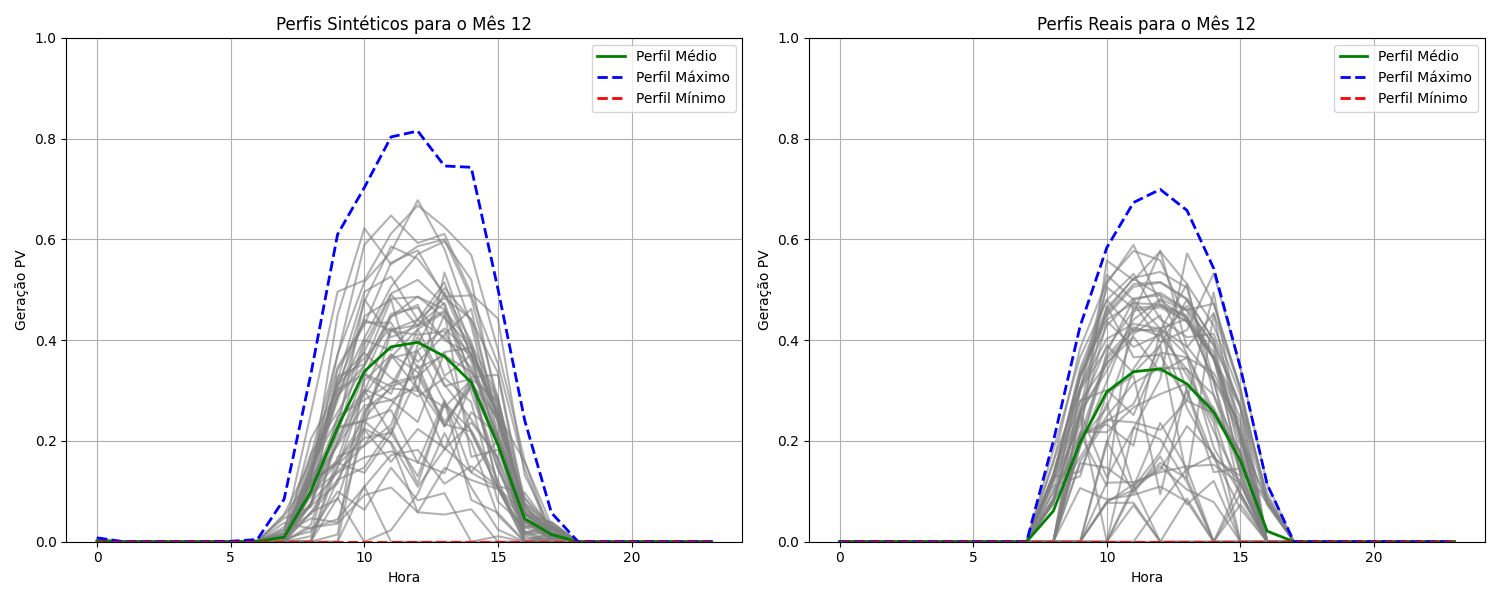 Perfis Sintéticos para o Mês 12
1.0
0.8
0.6
0.4
0.2
0.0
Geração PV
0
5
10
15
20
Hora
Perfil Médio
Perfil Máximo
Perfil Mínimo
Perfis Reais para o Mês 12
1.0
0.8
0.6
0.4
0.2
0.0
Geração PV
0
5
10
15
20
Hora
Perfil Médio
Perfil Máximo
Perfil Mínimo